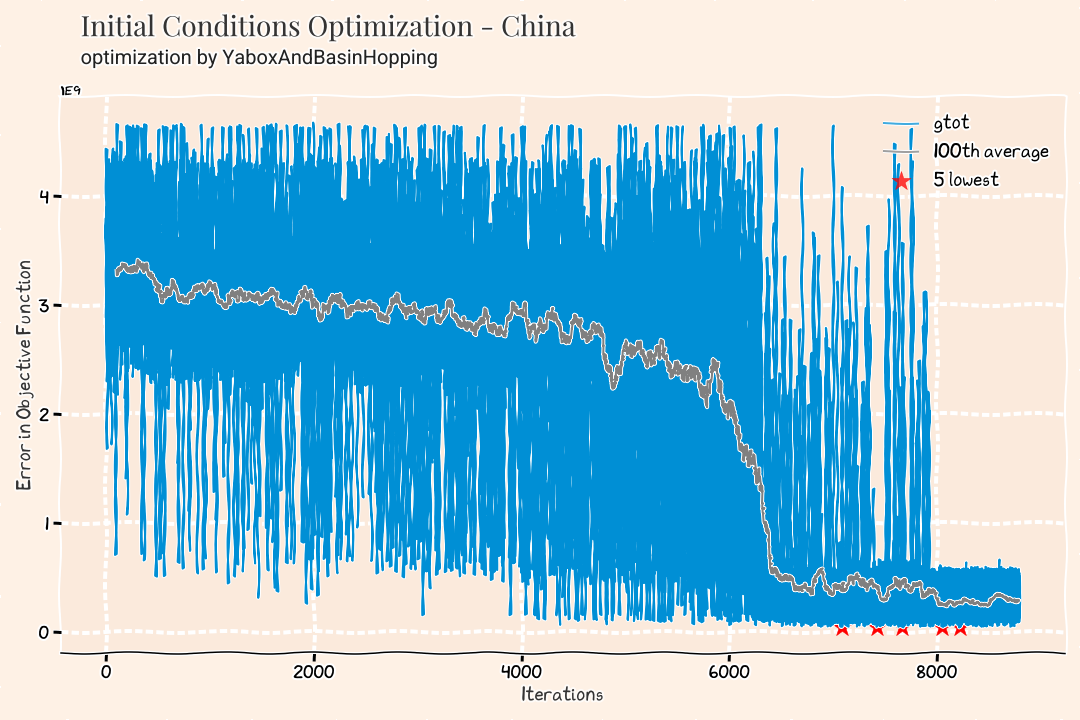 Initial Conditions Optimization - China
optimization by YaboxAndBasinHopping
1E9
gtot
100th average
5 lowest
4
3
2
1
0
Error in Objective Function
0 2000 4000 6000 8000
Iterations